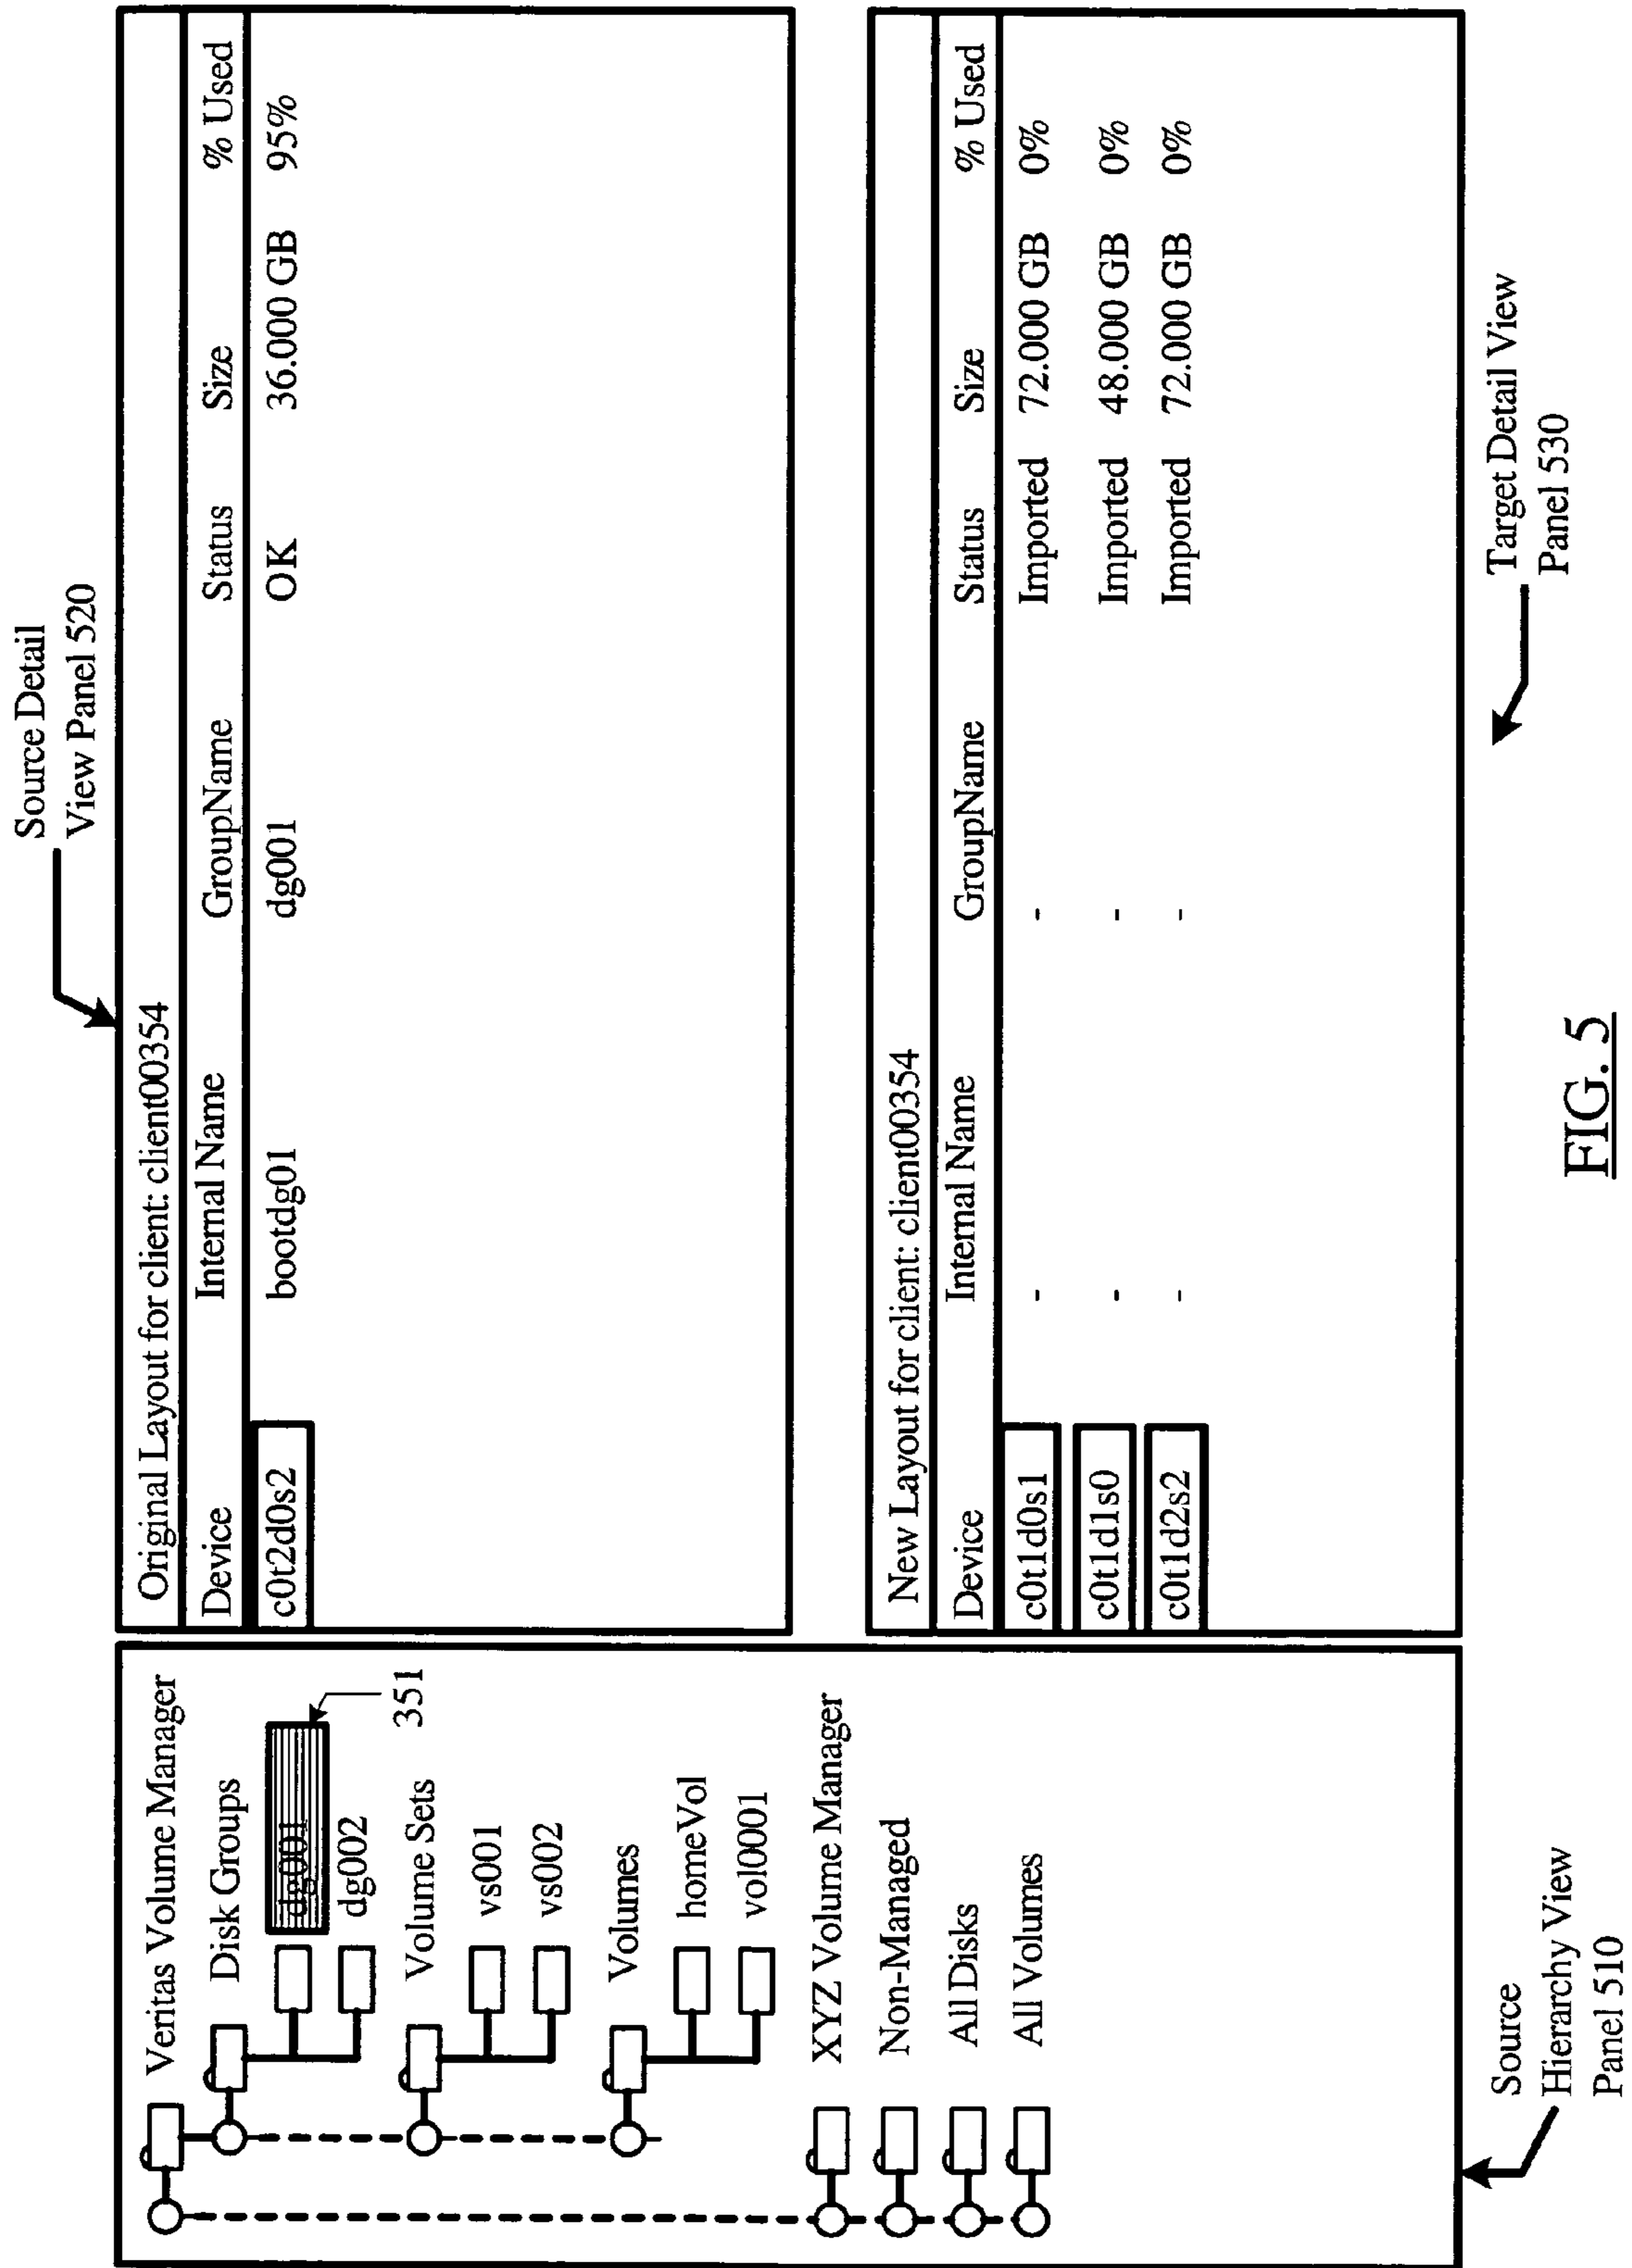 Source Detail
View Panel 520
Veritas Volume Manager
Disk Groups
dg001
dg002
351
Volume Sets
vs001
vs002
Volumes
homeVol
vol0001
XYZ Volume Manager
Non-Managed
All Disks
All Volumes
Original Layout for client: client00354
Device Internal Name GroupName Status Size % Used
c0t2d0s2 bootdg01 dg001 OK 36.000 GB 95%
New Layout for client: client00354
Device Internal Name GroupName Status Size % Used
c0t1d0s1 - - Imported 72.000 GB 0%
c0t1d1s0 - - Imported 48.000 GB 0%
c0t1d2s2 - - Imported 72.000 GB 0%
Source
Hierarchy View
Panel 510
Target Detail View
Panel 530
FIG. 5